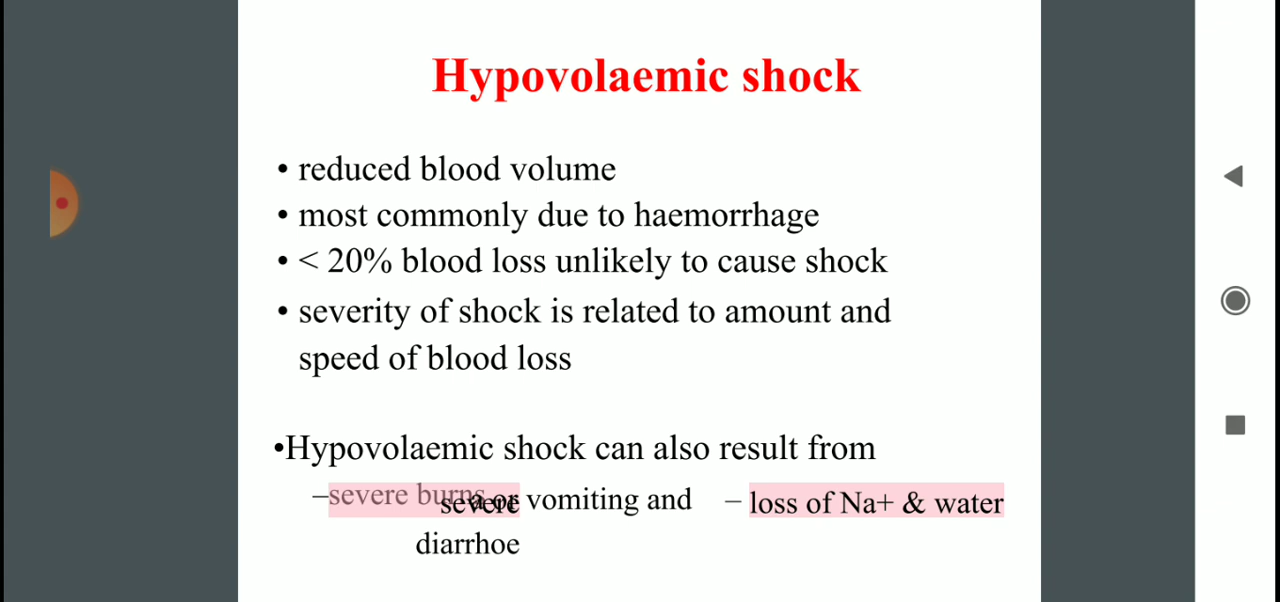 Hypovolaemic shock
• reduced blood volume
• most commonly due to haemorrhage
• < 20% blood loss unlikely to cause shock
• severity of shock is related to amount and
speed of blood loss
•Hypovolaemic shock can also result from
–severe burns or severe vomiting and – loss of Na+ & water
diarrhoe